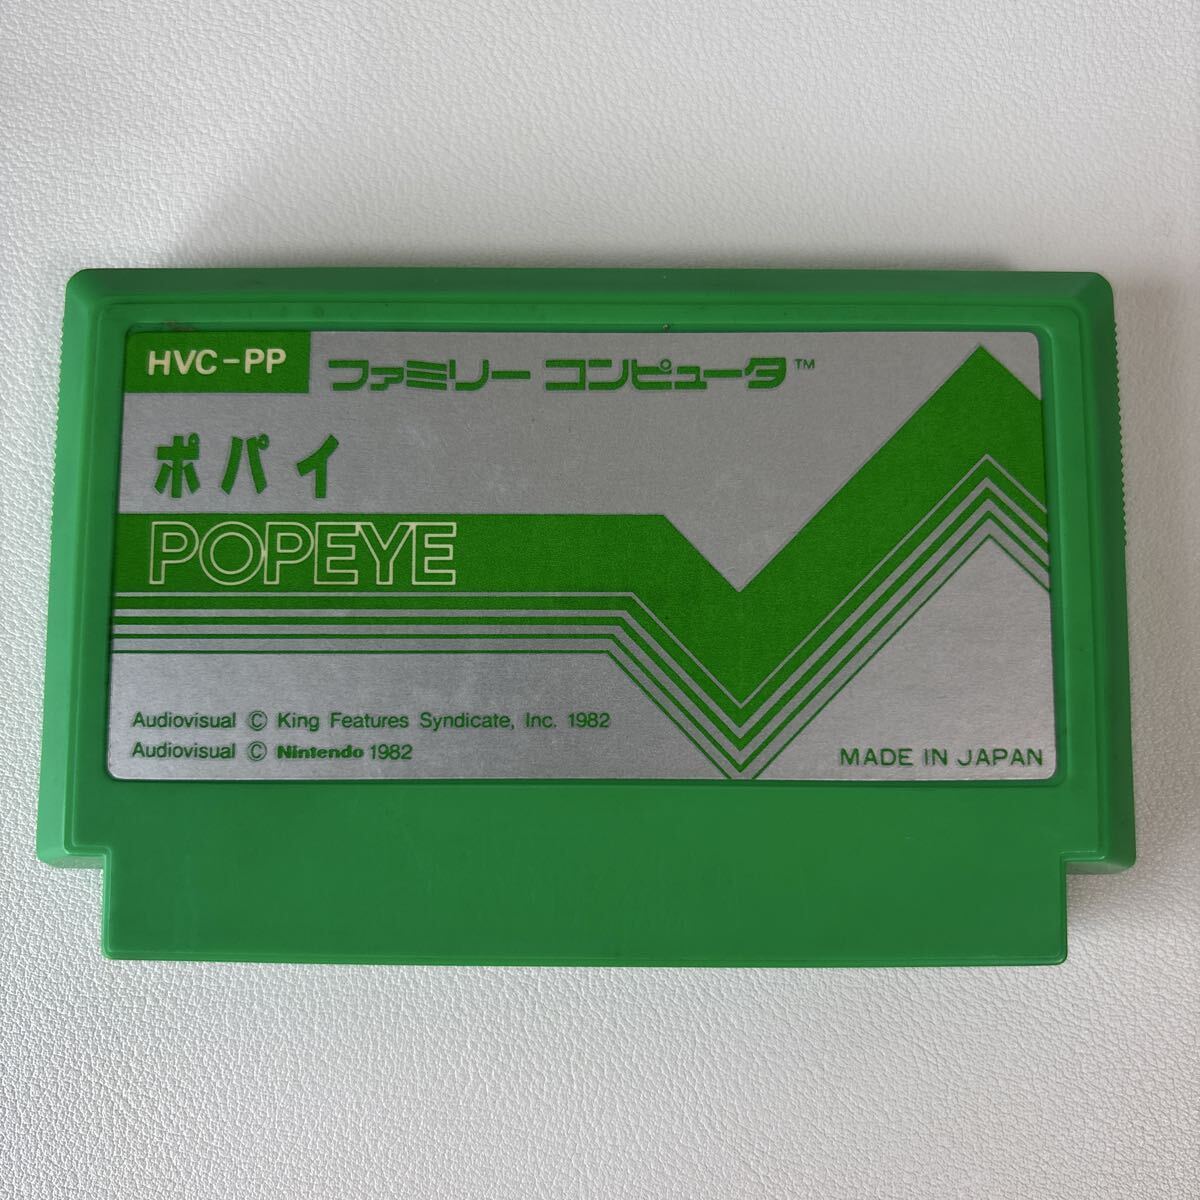 HVC-PP ファミリー コンピュータ™
ポパイ
POPEYE
Audiovisual © King Features Syndicate, Inc. 1982
Audiovisual © Nintendo 1982
MADE IN JAPAN